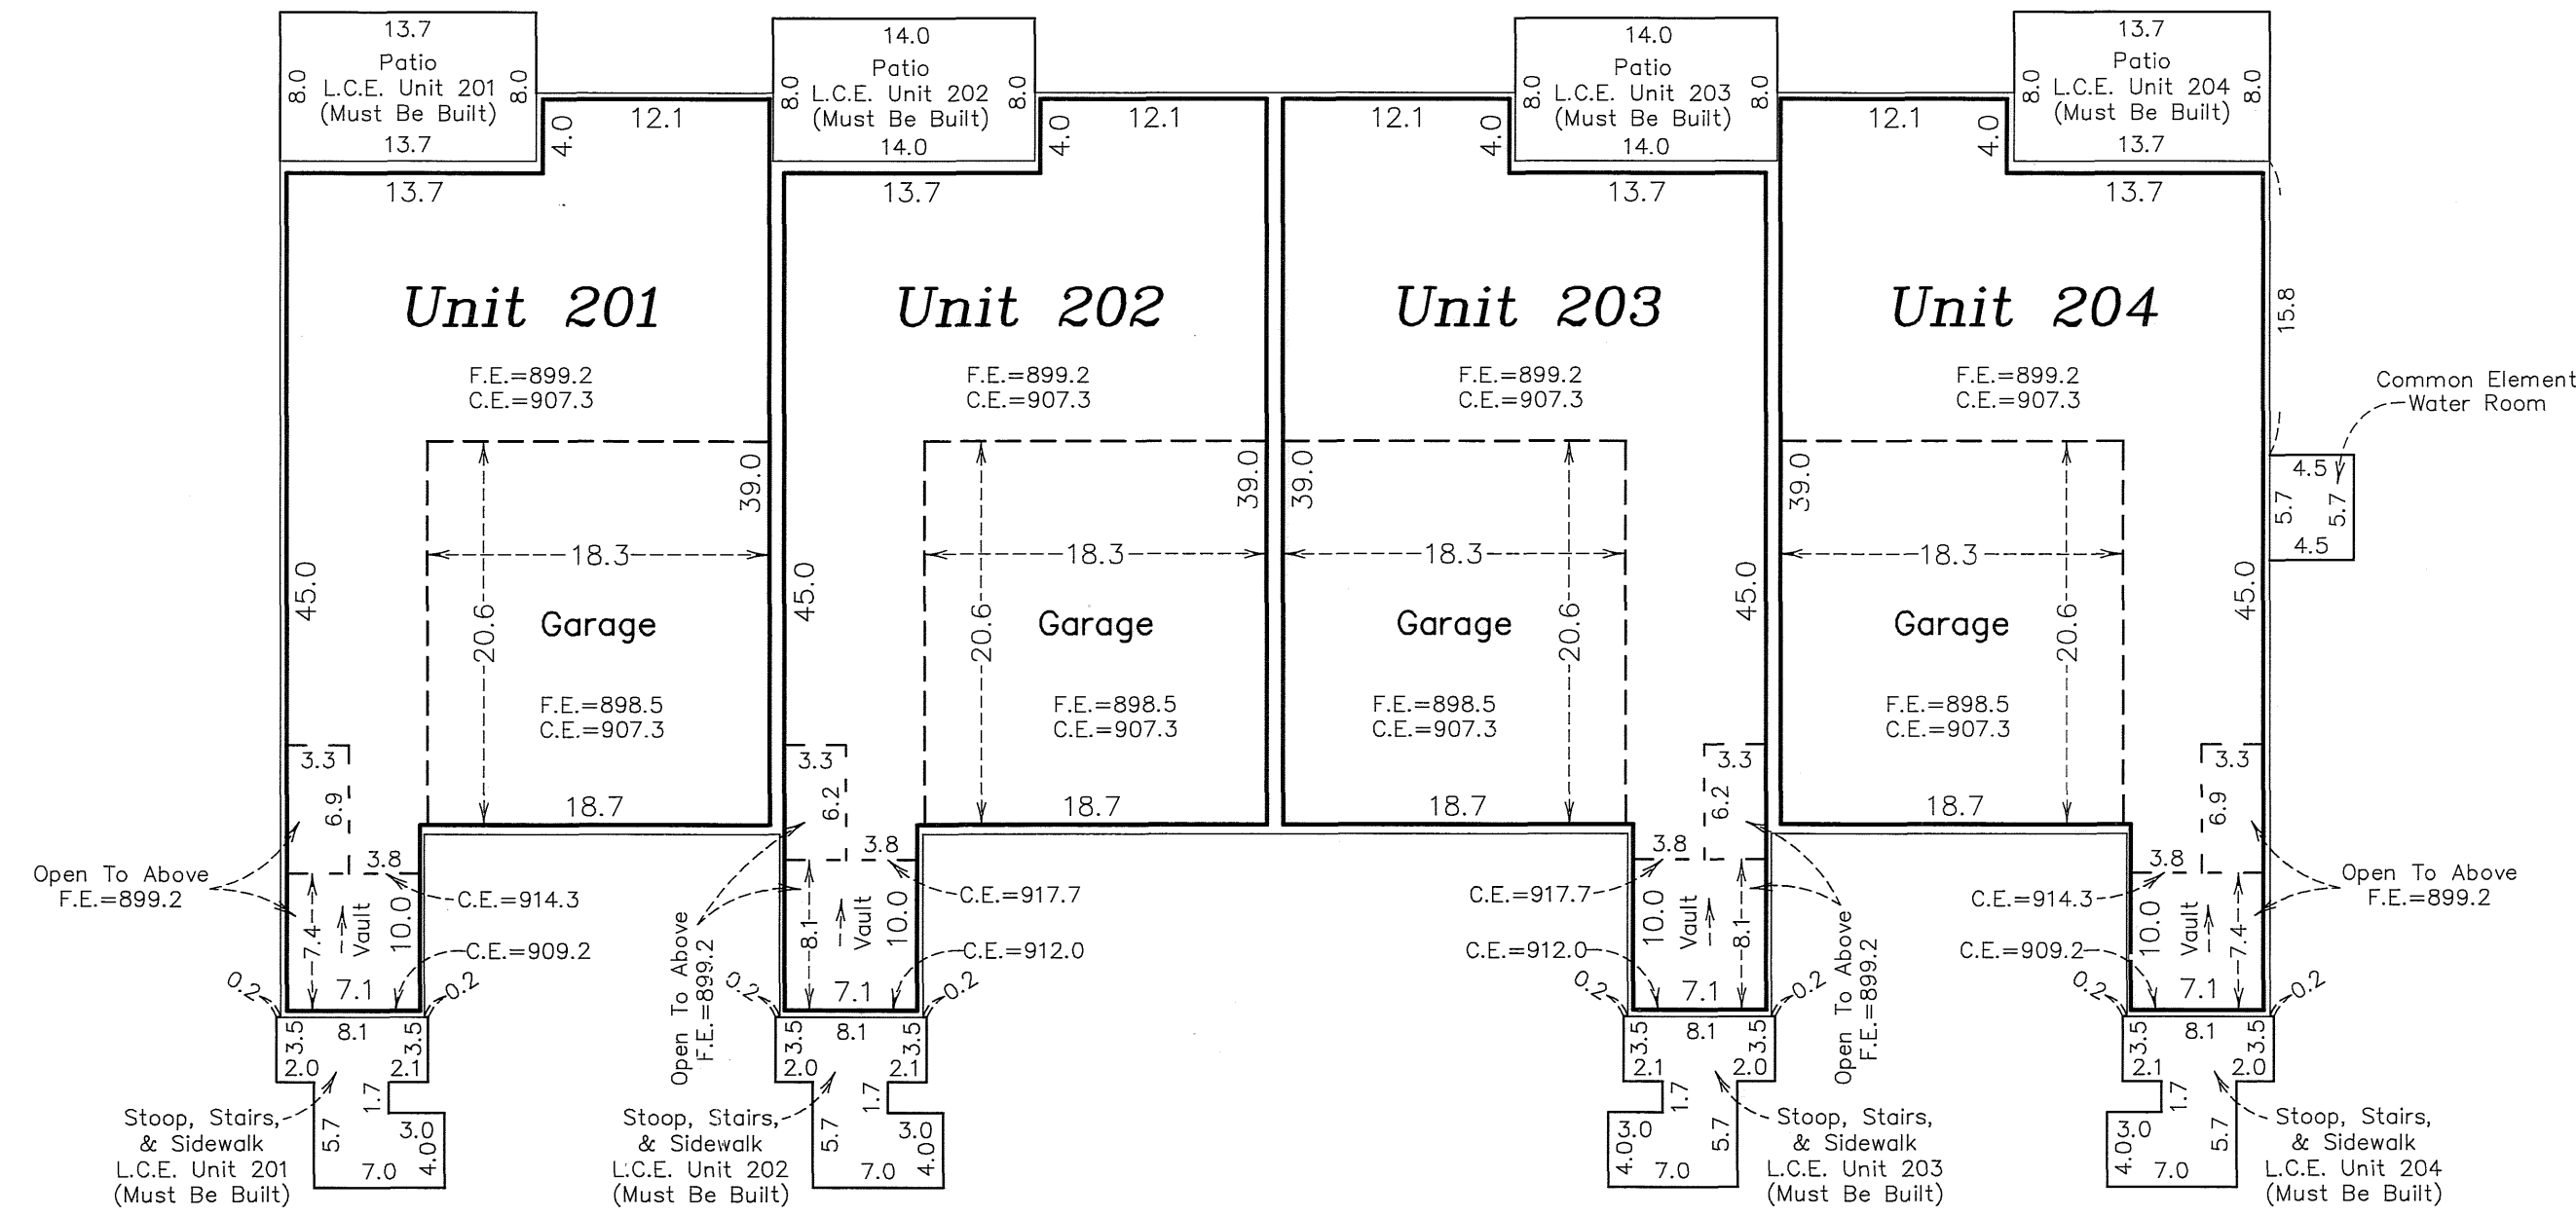 13.7
Patio
L.C.E. Unit 201
(Must Be Built)
13.7
8.0
8.0
14.0
Patio
L.C.E. Unit 202
(Must Be Built)
14.0
8.0
8.0
14.0
Patio
L.C.E. Unit 203
(Must Be Built)
14.0
8.0
8.0
13.7
Patio
L.C.E. Unit 204
(Must Be Built)
13.7
8.0
8.0
12.1
4.0
13.7
12.1
4.0
13.7
12.1
4.0
13.7
12.1
4.0
13.7
Unit 201
Unit 202
Unit 203
Unit 204
15.8
F.E.=899.2
C.E.=907.3
F.E.=899.2
C.E.=907.3
F.E.=899.2
C.E.=907.3
F.E.=899.2
C.E.=907.3
Common Element
Water Room
4.5
5.7
5.7
4.5
39.0
39.0
39.0
39.0
18.3
18.3
18.3
18.3
45.0
45.0
45.0
45.0
20.6
20.6
20.6
20.6
Garage
Garage
Garage
Garage
F.E.=898.5
C.E.=907.3
F.E.=898.5
C.E.=907.3
F.E.=898.5
C.E.=907.3
F.E.=898.5
C.E.=907.3
3.3
6.9
18.7
3.3
6.2
18.7
18.7
3.3
6.2
18.7
3.3
6.9
Open To Above
F.E.=899.2
3.8
C.E.=914.3
7.4
Vault
10.0
C.E.=909.2
0.2
7.1
0.2
Open To Above
F.E.=899.2
3.8
C.E.=917.7
8.1
Vault
10.0
C.E.=912.0
0.2
7.1
0.2
3.8
C.E.=917.7
10.0
Vault
8.1
C.E.=912.0
0.2
7.1
0.2
Open To Above
F.E.=899.2
3.8
C.E.=914.3
10.0
Vault
7.4
C.E.=909.2
0.2
7.1
0.2
Open To Above
F.E.=899.2
3.5
8.1
3.5
2.0
2.1
1.7
5.7
3.0
4.0
7.0
Stoop, Stairs,
& Sidewalk
L.C.E. Unit 201
(Must Be Built)
3.5
8.1
3.5
2.0
2.1
1.7
5.7
3.0
4.0
7.0
Stoop, Stairs,
& Sidewalk
L.C.E. Unit 202
(Must Be Built)
3.5
8.1
3.5
2.1
2.0
1.7
5.7
3.0
4.0
7.0
Stoop, Stairs,
& Sidewalk
L.C.E. Unit 203
(Must Be Built)
3.5
8.1
3.5
2.1
2.0
1.7
5.7
3.0
4.0
7.0
Stoop, Stairs,
& Sidewalk
L.C.E. Unit 204
(Must Be Built)